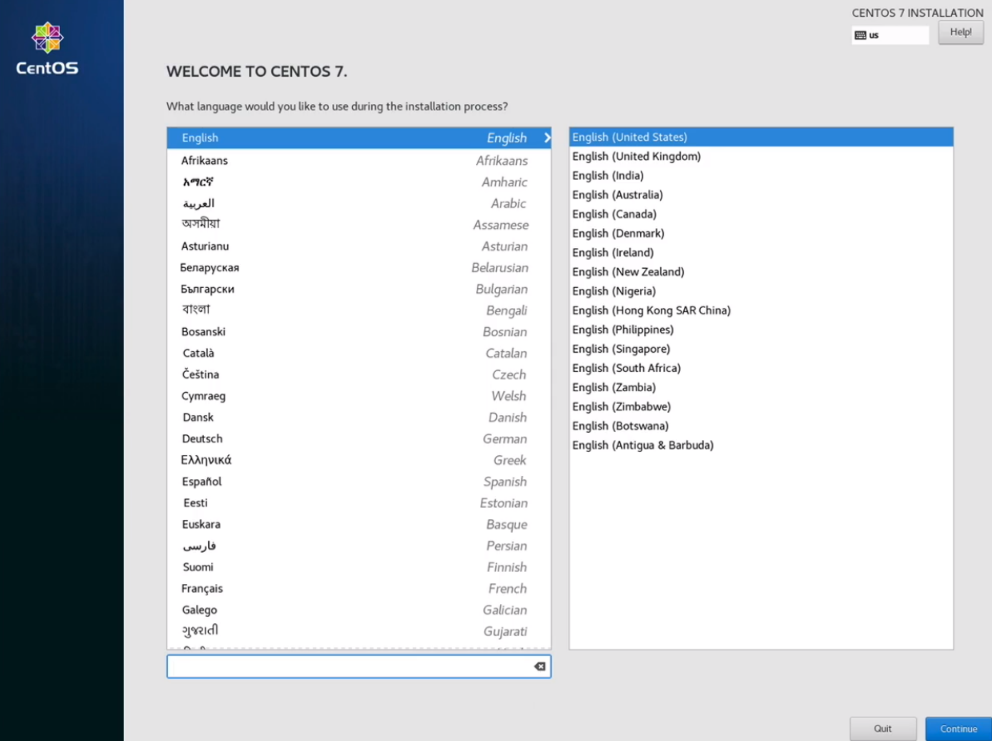 CentOS
CENTOS 7 INSTALLATION
us
Help!
WELCOME TO CENTOS 7.
What language would you like to use during the installation process?
English English
Afrikaans Afrikaans
አማርኛ Amharic
العربية Arabic
অসমীয়া Assamese
Asturianu Asturian
Беларуская Belarusian
Български Bulgarian
বাংলা Bengali
Bosanski Bosnian
Català Catalan
Čeština Czech
Cymraeg Welsh
Dansk Danish
Deutsch German
Ελληνικά Greek
Español Spanish
Eesti Estonian
Euskara Basque
فارسی Persian
Suomi Finnish
Français French
Galego Galician
ગુજરાતી Gujarati
English (United States)
English (United Kingdom)
English (India)
English (Australia)
English (Canada)
English (Denmark)
English (Ireland)
English (New Zealand)
English (Nigeria)
English (Hong Kong SAR China)
English (Philippines)
English (Singapore)
English (South Africa)
English (Zambia)
English (Zimbabwe)
English (Botswana)
English (Antigua & Barbuda)
Quit
Continue